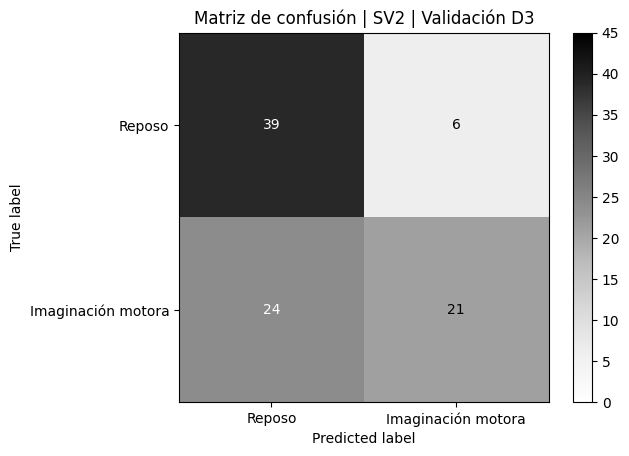 Matriz de confusión | SV2 | Validación D3
Reposo
39
6
Imaginación motora
24
21
True label
Reposo
Imaginación motora
Predicted label
45
40
35
30
25
20
15
10
5
0